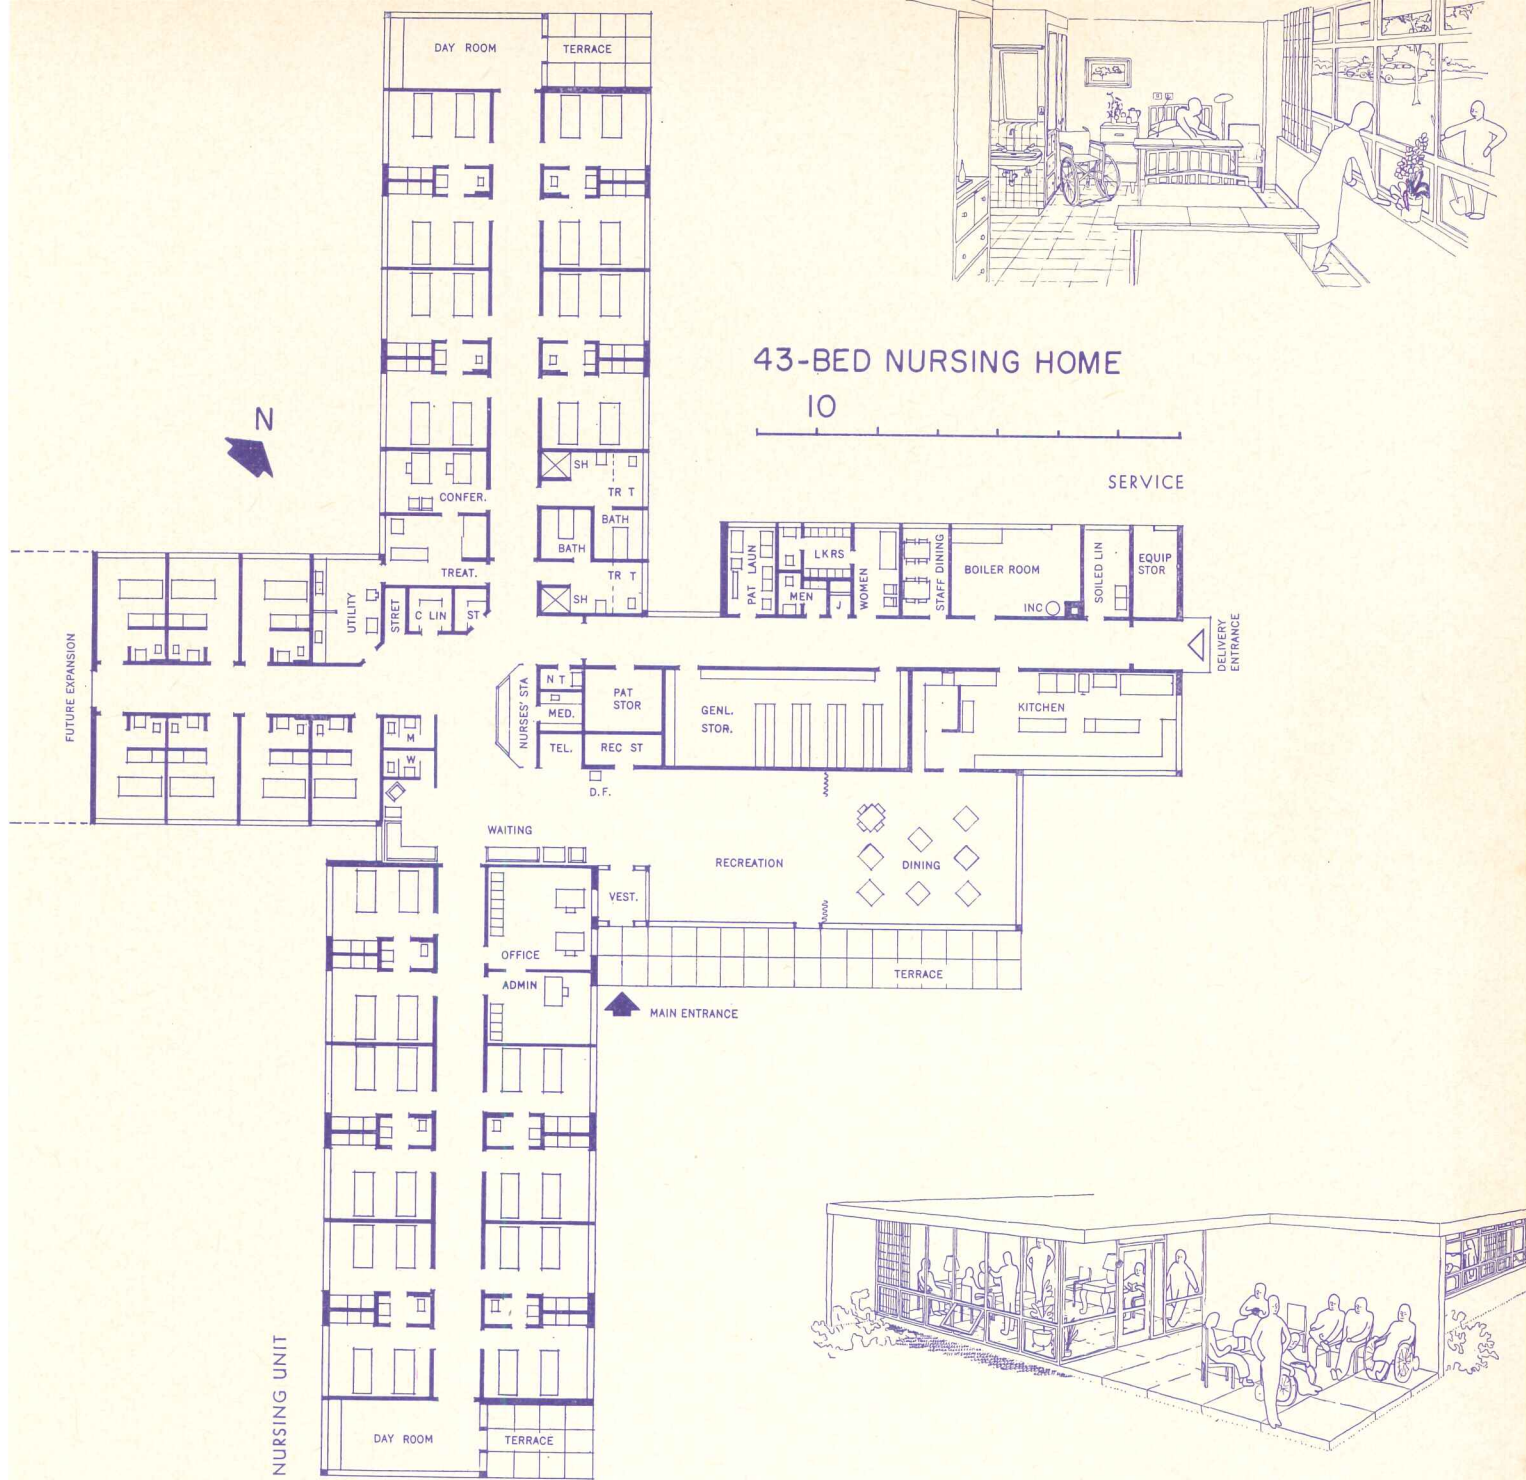 DAY ROOM
TERRACE
43-BED NURSING HOME
10
N
SERVICE
SH
TR T
CONFER.
BATH
BATH
TREAT.
TR T
SH
UTILITY
STRET
C LIN
ST
PAT LAUN
LKRS
MEN
J
WOMEN
STAFF DINING
BOILER ROOM
INC
SOILED LIN
EQUIP
STOR
DELIVERY
ENTRANCE
FUTURE EXPANSION
NURSES' STA
N T
MED.
TEL.
PAT
STOR
REC ST
GENL.
STOR.
KITCHEN
M
W
D.F.
WAITING
RECREATION
DINING
VEST.
OFFICE
ADMIN
TERRACE
MAIN ENTRANCE
NURSING UNIT
DAY ROOM
TERRACE